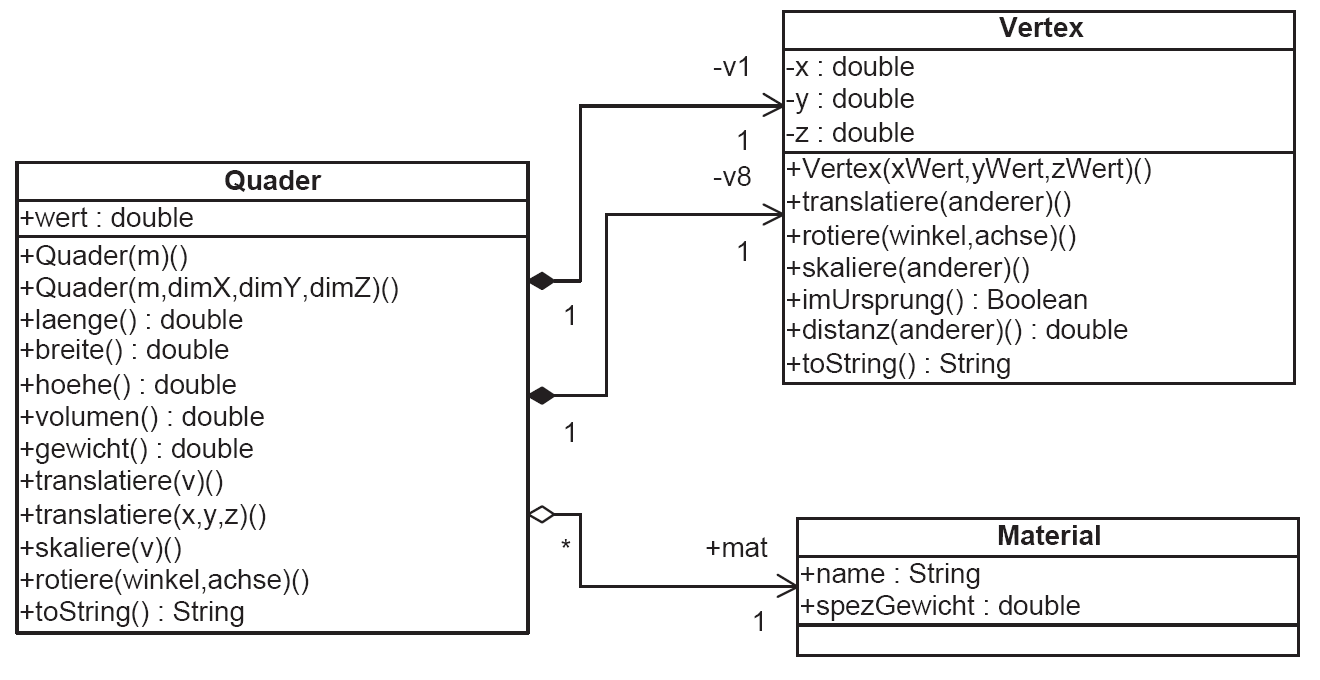 Quader
+wert : double
+Quader(m)()
+Quader(m,dimX,dimY,dimZ)()
+laenge() : double
+breite() : double
+hoehe() : double
+volumen() : double
+gewicht() : double
+translatiere(v)()
+translatiere(x,y,z)()
+skaliere(v)()
+rotiere(winkel,achse)()
+toString() : String
1
1
*
-v1
1
-v8
1
+mat
1
Vertex
-x : double
-y : double
-z : double
+Vertex(xWert,yWert,zWert)()
+translatiere(anderer)()
+rotiere(winkel,achse)()
+skaliere(anderer)()
+imUrsprung() : Boolean
+distanz(anderer)() : double
+toString() : String
Material
+name : String
+spezGewicht : double